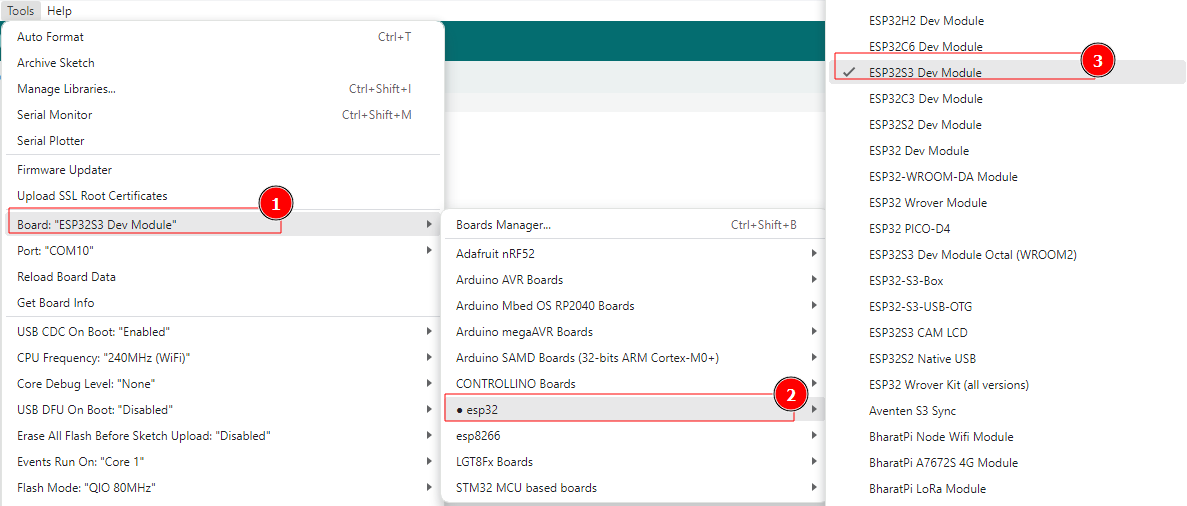 Tools Help
Auto Format Ctrl+T
Archive Sketch
Manage Libraries... Ctrl+Shift+I
Serial Monitor Ctrl+Shift+M
Serial Plotter
Firmware Updater
Upload SSL Root Certificates
1
Board: "ESP32S3 Dev Module"
Port: "COM10"
Reload Board Data
Get Board Info
USB CDC On Boot: "Enabled"
CPU Frequency: "240MHz (WiFi)"
Core Debug Level: "None"
USB DFU On Boot: "Disabled"
Erase All Flash Before Sketch Upload: "Disabled"
Events Run On: "Core 1"
Flash Mode: "QIO 80MHz"
Boards Manager... Ctrl+Shift+B
Adafruit nRF52
Arduino AVR Boards
Arduino Mbed OS RP2040 Boards
Arduino megaAVR Boards
Arduino SAMD Boards (32-bits ARM Cortex-M0+)
CONTROLLINO Boards
2
● esp32
esp8266
LGT8Fx Boards
STM32 MCU based boards
ESP32H2 Dev Module
ESP32C6 Dev Module
3
✓ ESP32S3 Dev Module
ESP32C3 Dev Module
ESP32S2 Dev Module
ESP32 Dev Module
ESP32-WROOM-DA Module
ESP32 Wrover Module
ESP32 PICO-D4
ESP32S3 Dev Module Octal (WROOM2)
ESP32-S3-Box
ESP32-S3-USB-OTG
ESP32S3 CAM LCD
ESP32S2 Native USB
ESP32 Wrover Kit (all versions)
Aventen S3 Sync
BharatPi Node Wifi Module
BharatPi A7672S 4G Module
BharatPi LoRa Module